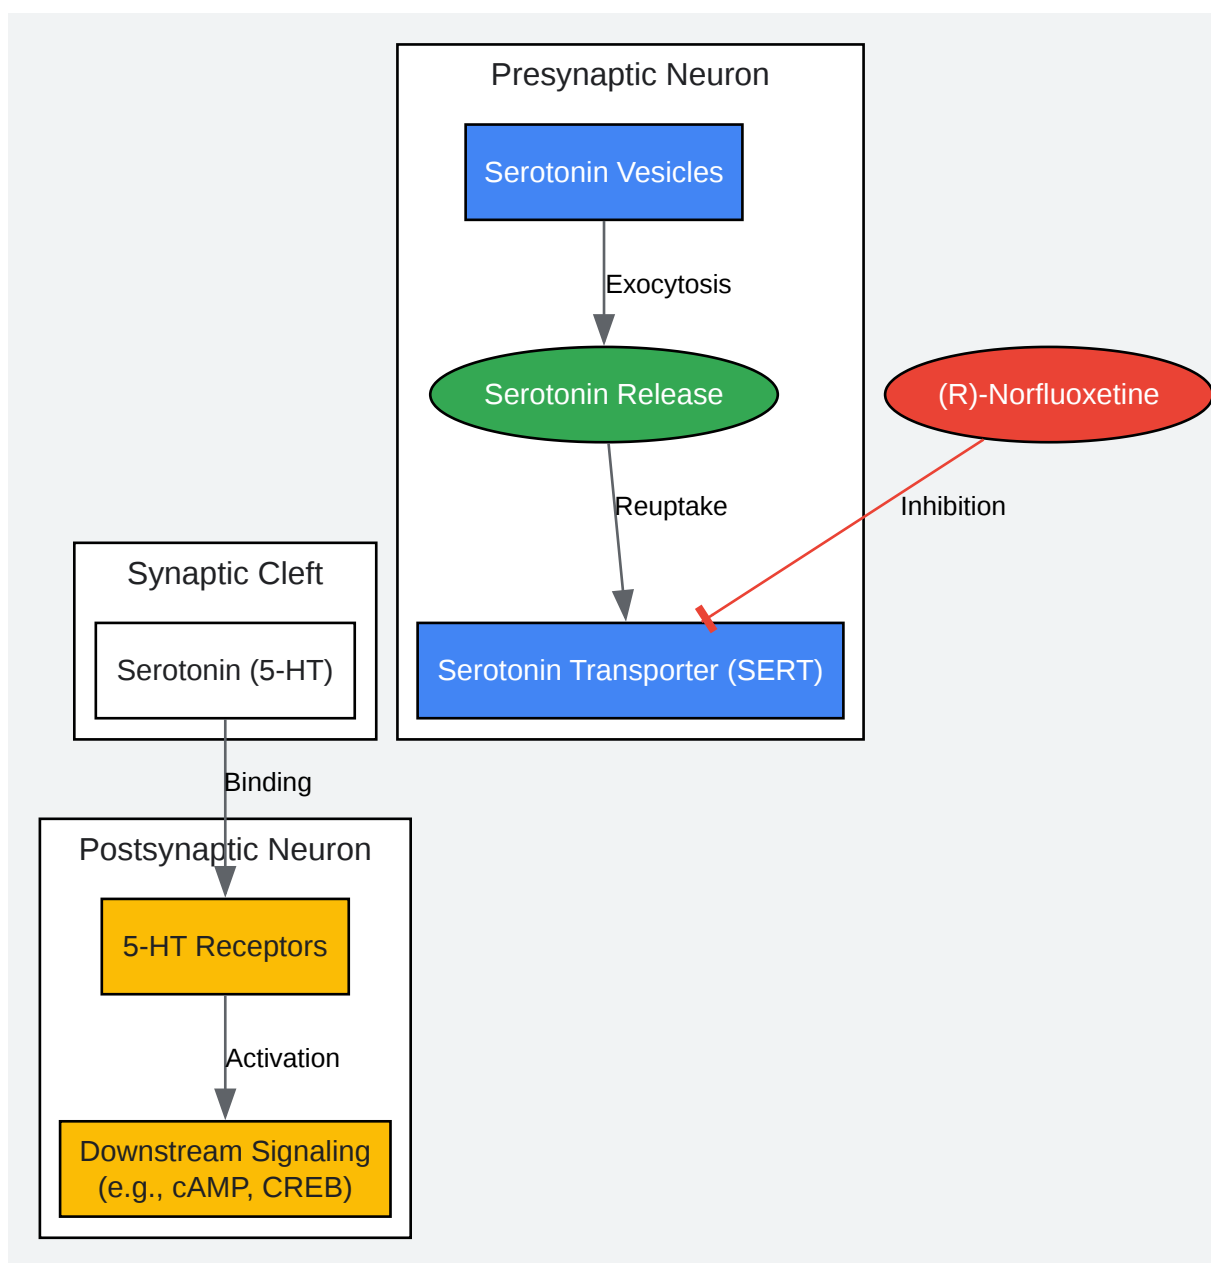 Presynaptic Neuron
Serotonin Vesicles
Exocytosis
Serotonin Release
(R)-Norfluoxetine
Reuptake
Inhibition
Synaptic Cleft
Serotonin (5-HT)
Serotonin Transporter (SERT)
Binding
Postsynaptic Neuron
5-HT Receptors
Activation
Downstream Signaling
(e.g., cAMP, CREB)